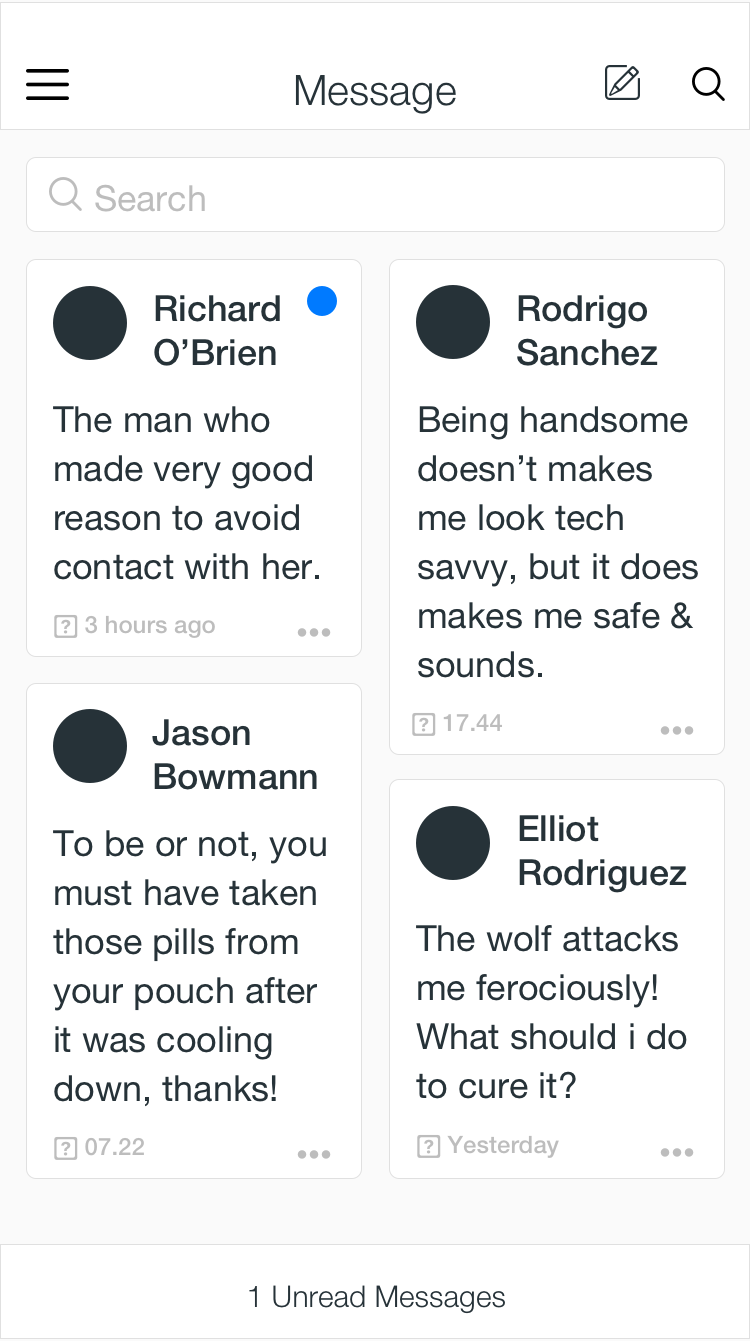 Message
Search
Richard
O’Brien
The man who
made very good
reason to avoid
contact with her.
3 hours ago
Rodrigo
Sanchez
Being handsome
doesn’t makes
me look tech
savvy, but it does
makes me safe &
sounds.
17.44
Jason
Bowmann
To be or not, you
must have taken
those pills from
your pouch after
it was cooling
down, thanks!
07.22
Elliot
Rodriguez
The wolf attacks
me ferociously!
What should i do
to cure it?
Yesterday
1 Unread Messages